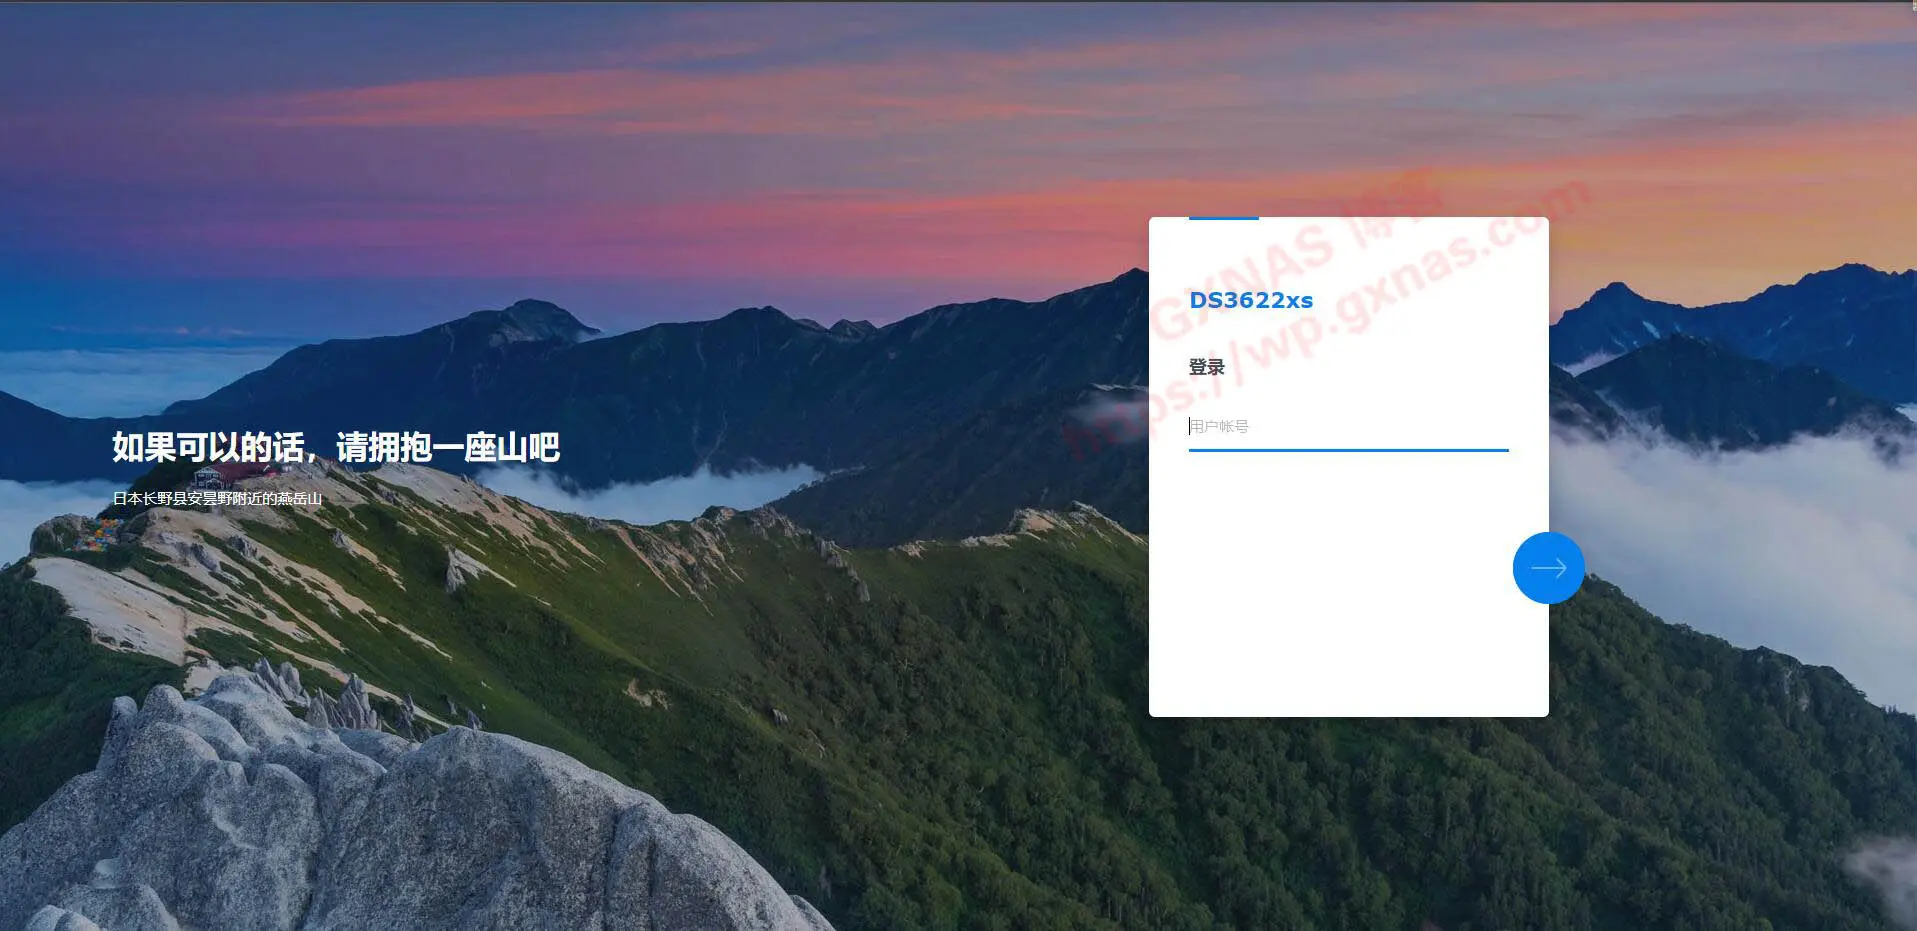 如果可以的话，请拥抱一座山吧
日本长野县安昙野附近的燕岳山
GXNAS 博客
https://wp.gxnas.com
DS3622xs
登录
用户帐号